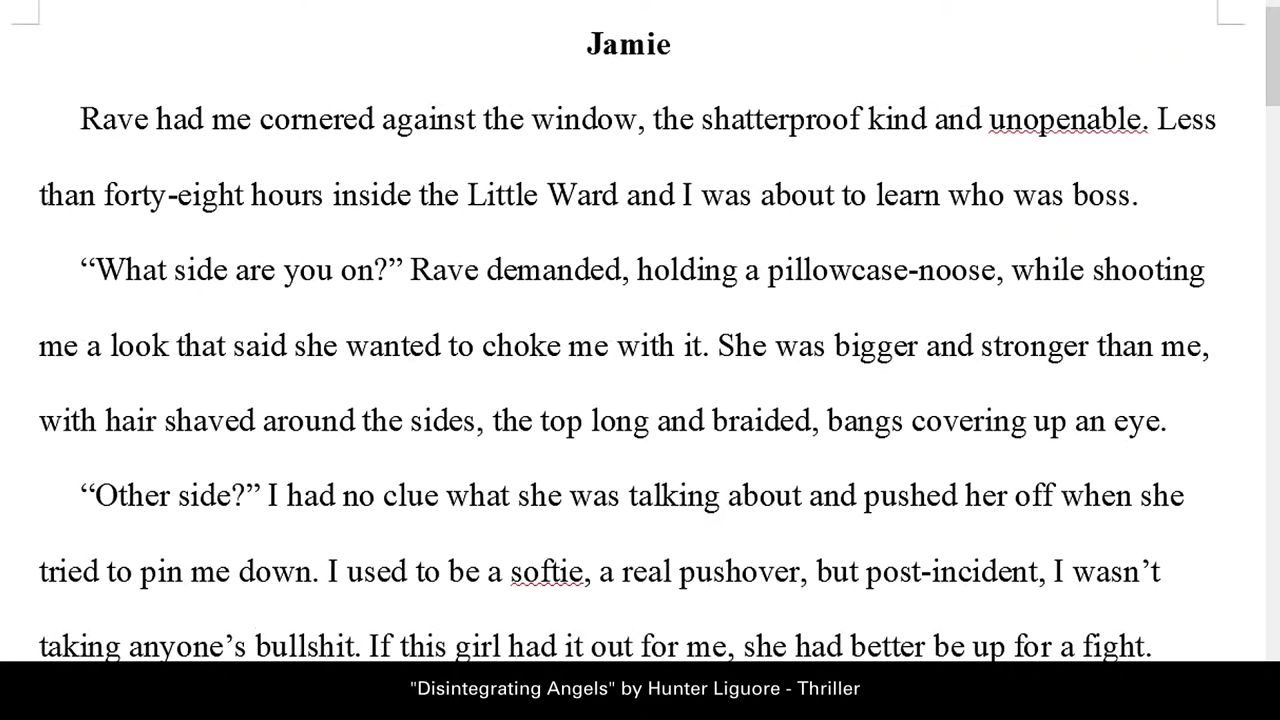 Jamie
Rave had me cornered against the window, the shatterproof kind and unopenable. Less
than forty-eight hours inside the Little Ward and I was about to learn who was boss.
“What side are you on?” Rave demanded, holding a pillowcase-noose, while shooting
me a look that said she wanted to choke me with it. She was bigger and stronger than me,
with hair shaved around the sides, the top long and braided, bangs covering up an eye.
“Other side?” I had no clue what she was talking about and pushed her off when she
tried to pin me down. I used to be a softie, a real pushover, but post-incident, I wasn’t
taking anyone’s bullshit. If this girl had it out for me, she had better be up for a fight.
"Disintegrating Angels" by Hunter Liguore - Thriller